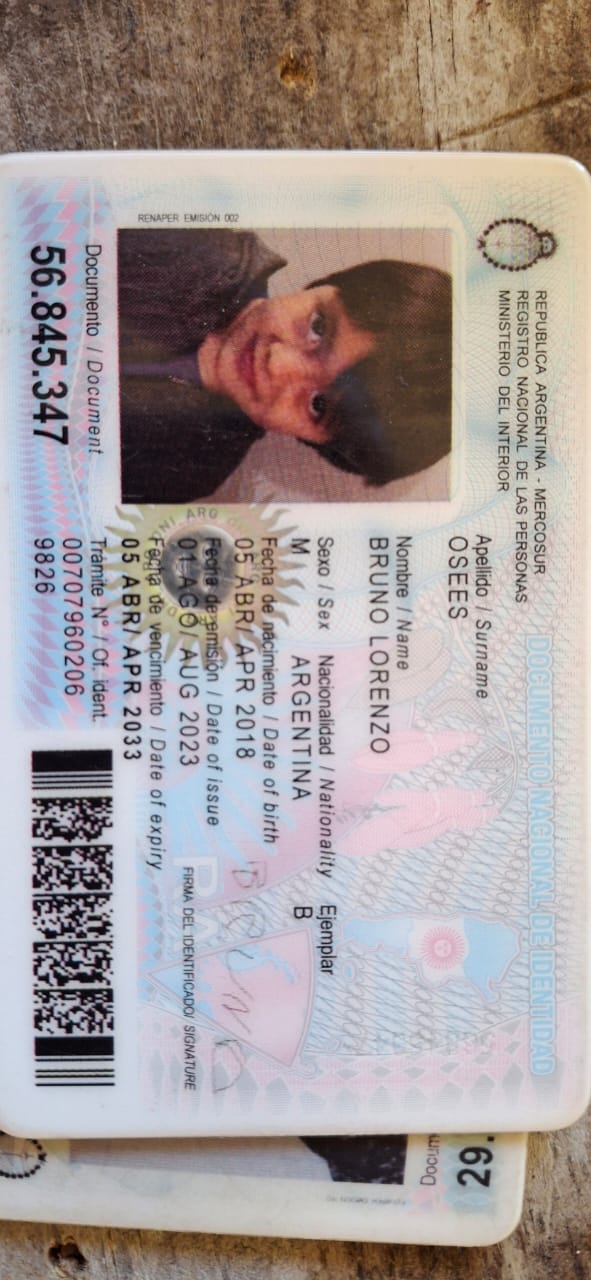 REPUBLICA ARGENTINA - MERCOSUR
REGISTRO NACIONAL DE LAS PERSONAS
MINISTERIO DEL INTERIOR
DOCUMENTO NACIONAL DE IDENTIDAD
Apellido / Surname
OSEES
Nombre / Name
BRUNO LORENZO
Sexo / Sex Nacionalidad / Nationality Ejemplar
M ARGENTINA B
Fecha de nacimiento / Date of birth
05 ABR/ APR 2018
Fecha de emisión / Date of issue
01 AGO/ AUG 2023
Fecha de vencimiento / Date of expiry
05 ABR/ APR 2033
FIRMA DEL IDENTIFICADO/ SIGNATURE
BRUNO
RENAPER EMISIÓN 002
Documento / Document
56.845.347
Tramite N° / Of. ident.
00707960206
9826
29.
Docum